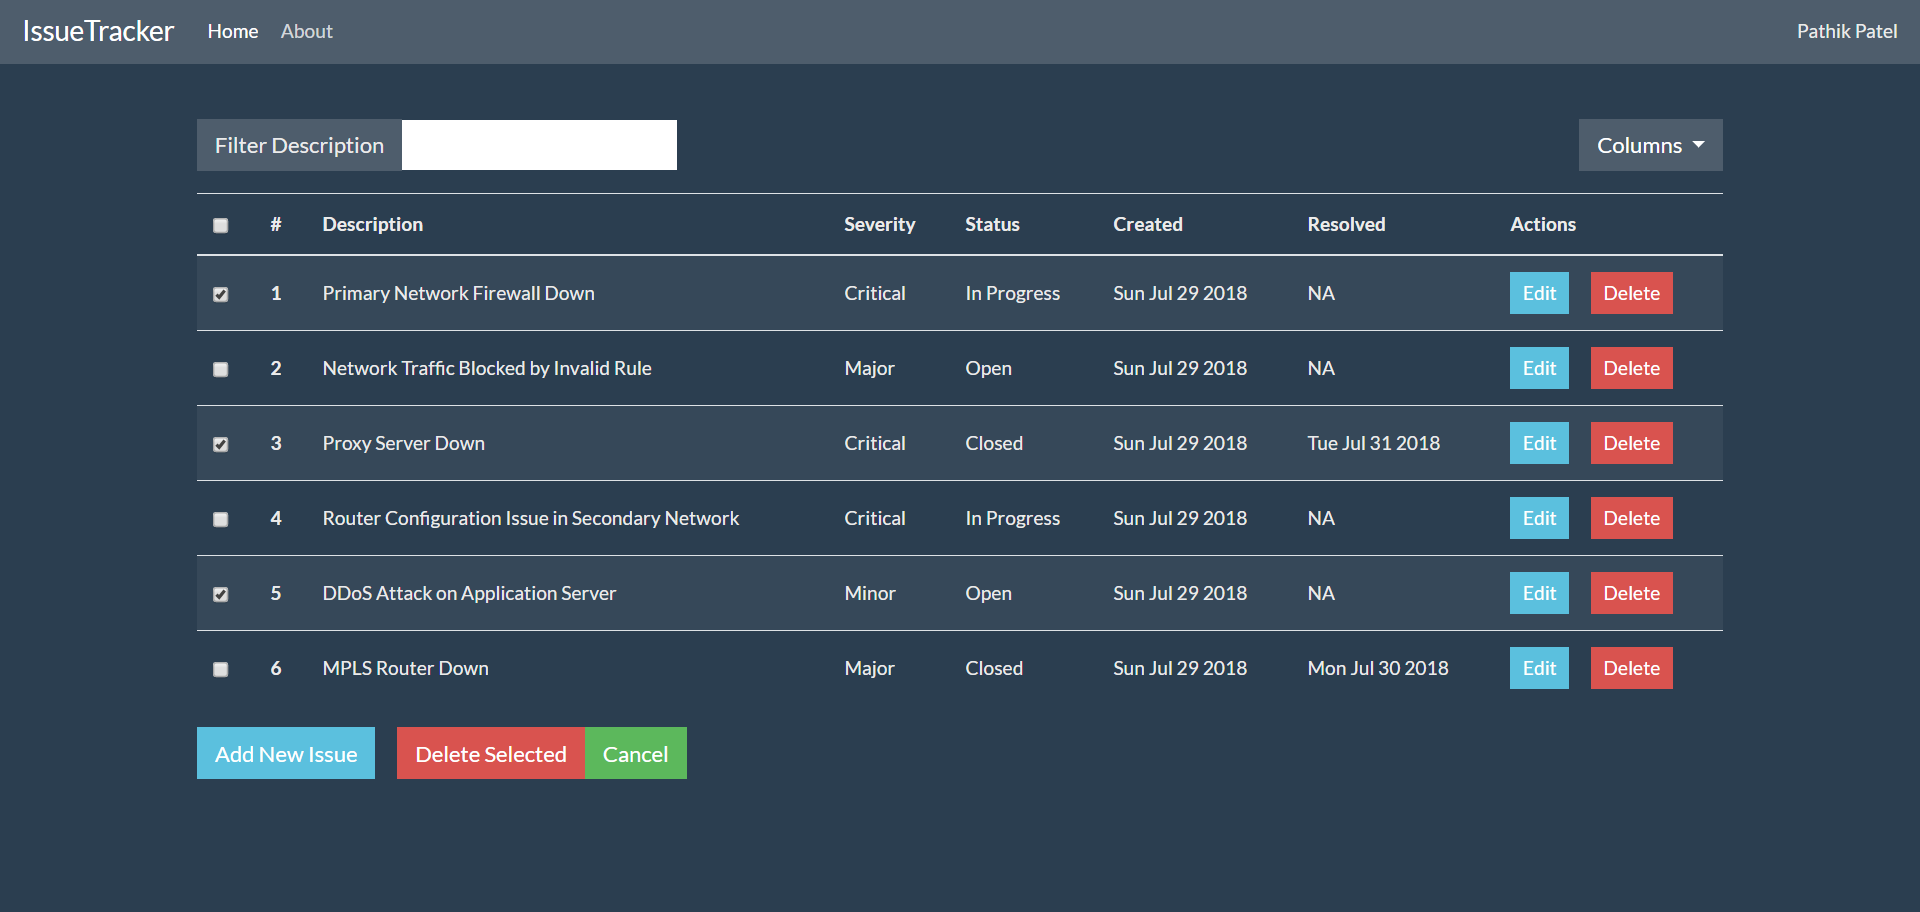 IssueTracker Home About Pathik Patel
Filter Description Columns
# Description Severity Status Created Resolved Actions
1 Primary Network Firewall Down Critical In Progress Sun Jul 29 2018 NA Edit Delete
2 Network Traffic Blocked by Invalid Rule Major Open Sun Jul 29 2018 NA Edit Delete
3 Proxy Server Down Critical Closed Sun Jul 29 2018 Tue Jul 31 2018 Edit Delete
4 Router Configuration Issue in Secondary Network Critical In Progress Sun Jul 29 2018 NA Edit Delete
5 DDoS Attack on Application Server Minor Open Sun Jul 29 2018 NA Edit Delete
6 MPLS Router Down Major Closed Sun Jul 29 2018 Mon Jul 30 2018 Edit Delete
Add New Issue Delete Selected Cancel